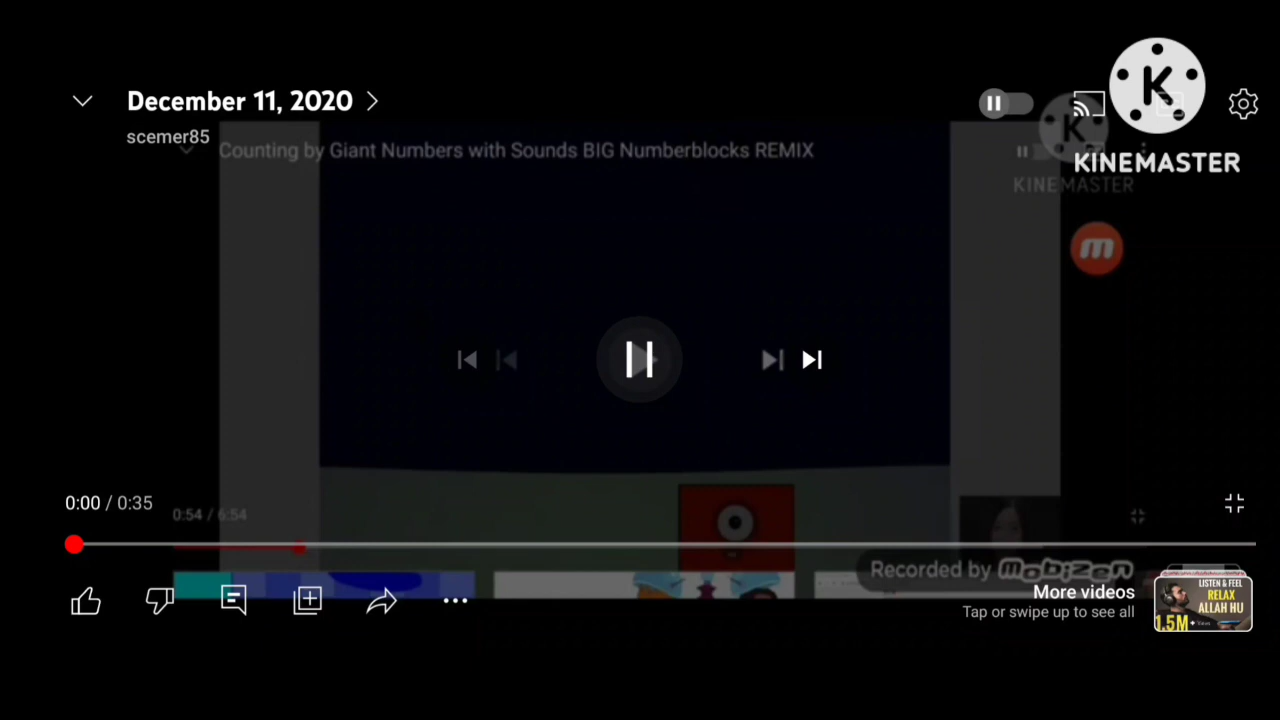 December 11, 2020
scemer85
K
KINEMASTER
Counting by Giant Numbers with Sounds BIG Numberblocks REMIX
K
KINEMASTER
m
0:00 / 0:35
0:54 / 6:54
Recorded by mobizen
More videos
Tap or swipe up to see all
LISTEN & FEEL
RELAX
ALLAH HU
1.5M+ Views